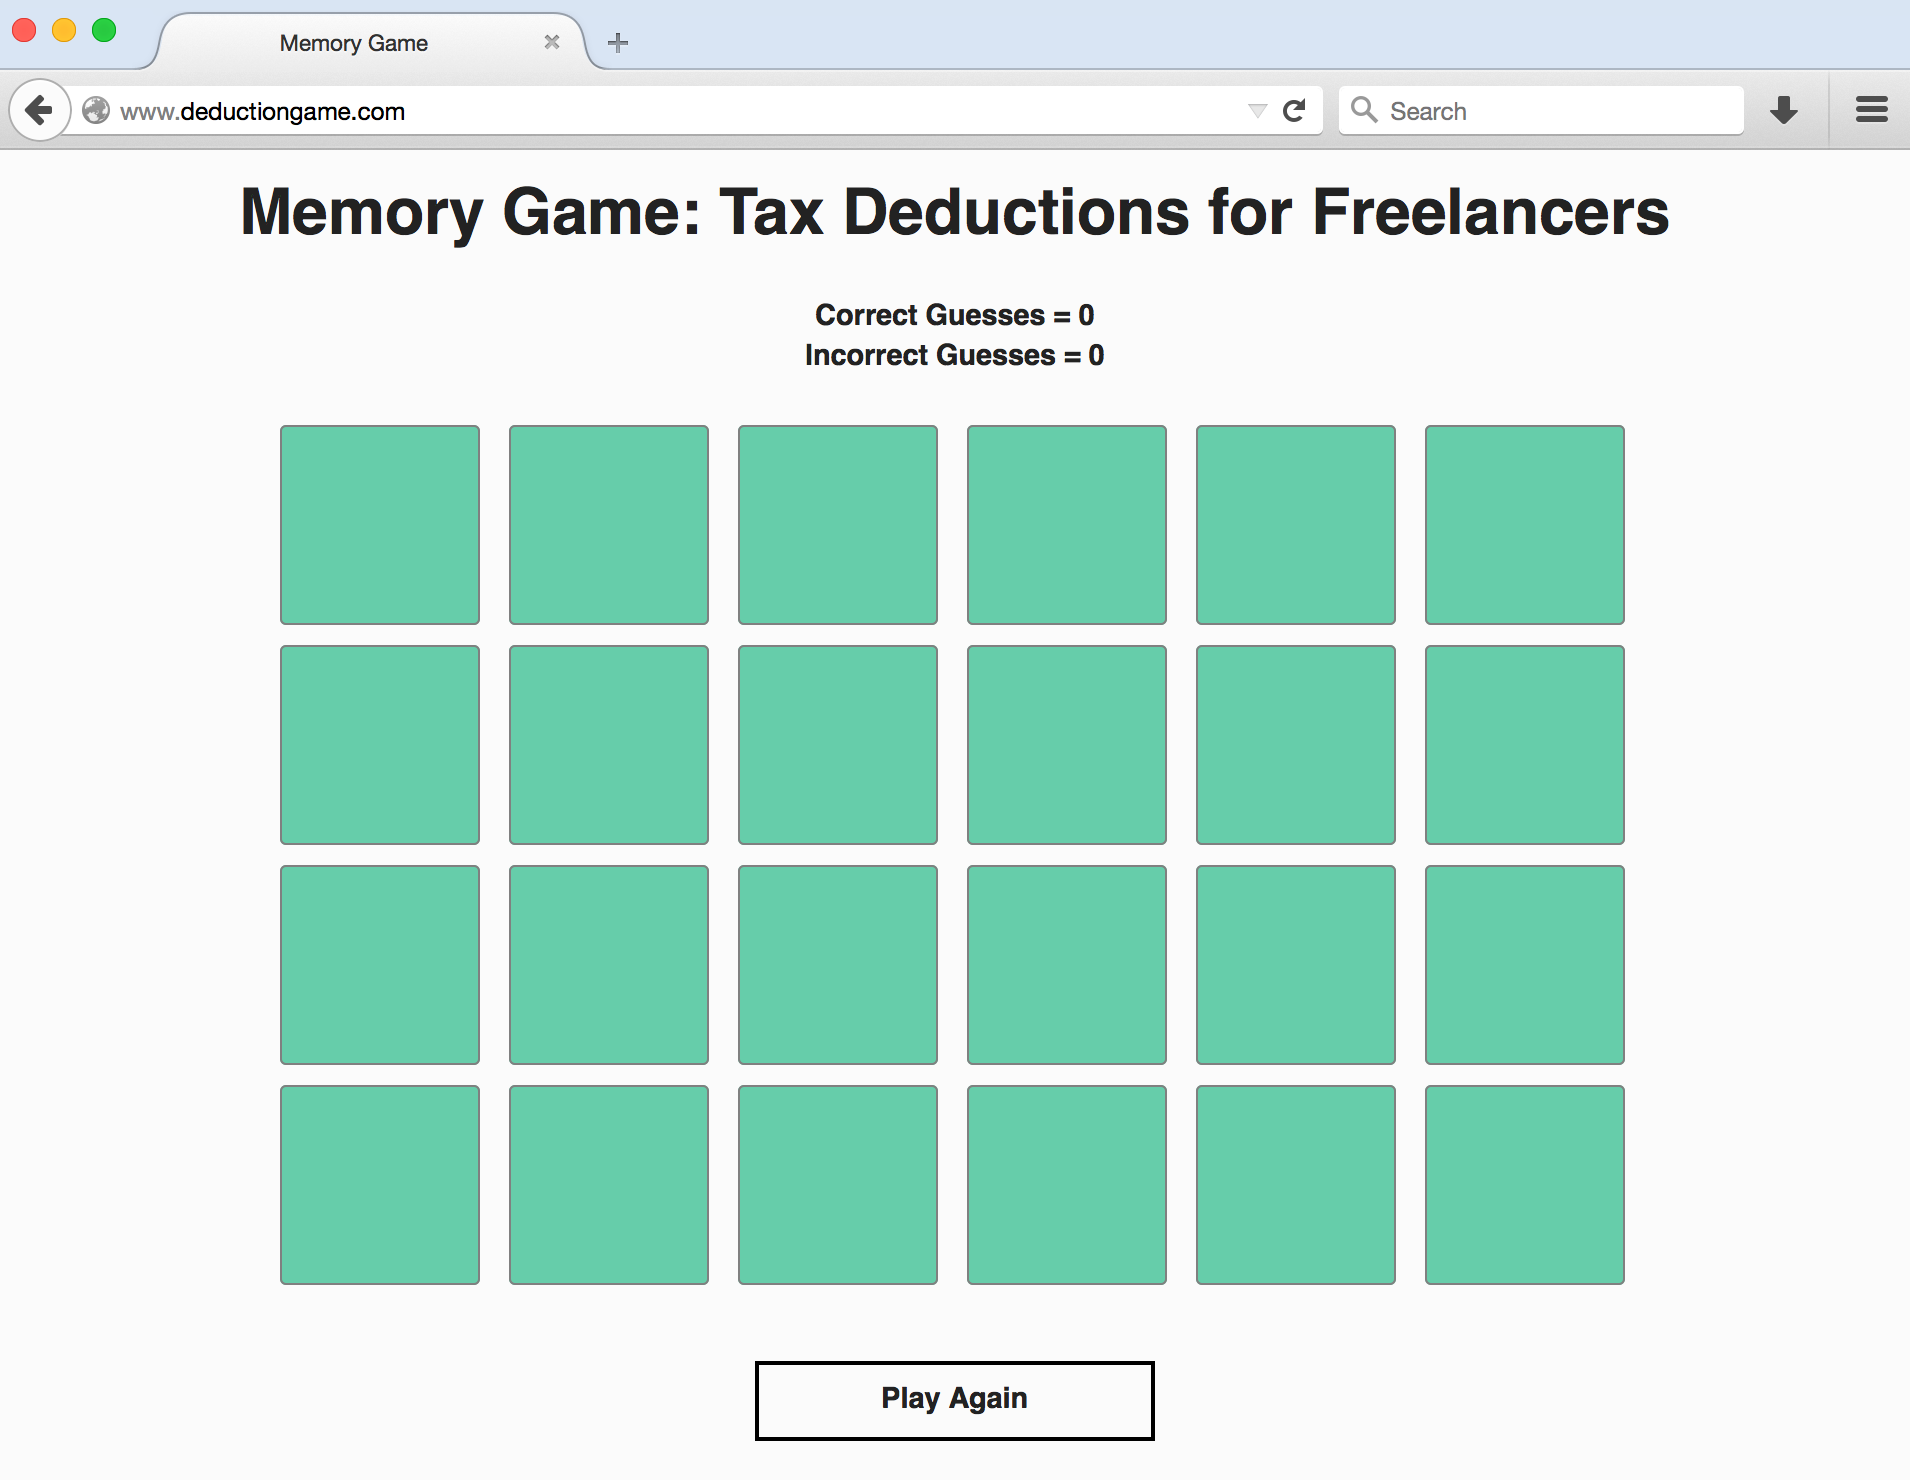 Memory Game
www.deductiongame.com
Search
Memory Game: Tax Deductions for Freelancers
Correct Guesses = 0
Incorrect Guesses = 0
Play Again